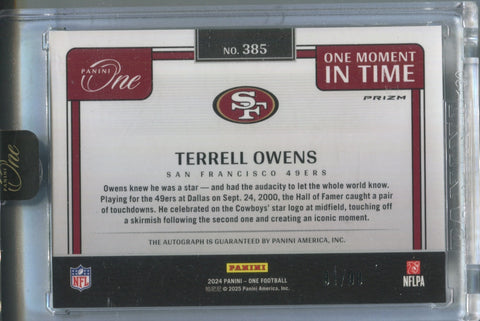 NO. 385
PANINI
One
ONE MOMENT
IN TIME
PRIZM
SF
TERRELL OWENS
SAN FRANCISCO 49ERS
Owens knew he was a star — and had the audacity to let the whole world know.
Playing for the 49ers at Dallas on Sept. 24, 2000, the Hall of Famer caught a pair
of touchdowns. He celebrated on the Cowboys' star logo at midfield, touching off
a skirmish following the second one and creating an iconic moment.
THE AUTOGRAPH IS GUARANTEED BY PANINI AMERICA, INC.
NFL
PANINI
2024 PANINI - ONE FOOTBALL
© 2025 Panini America, Inc.
NFLPA
One